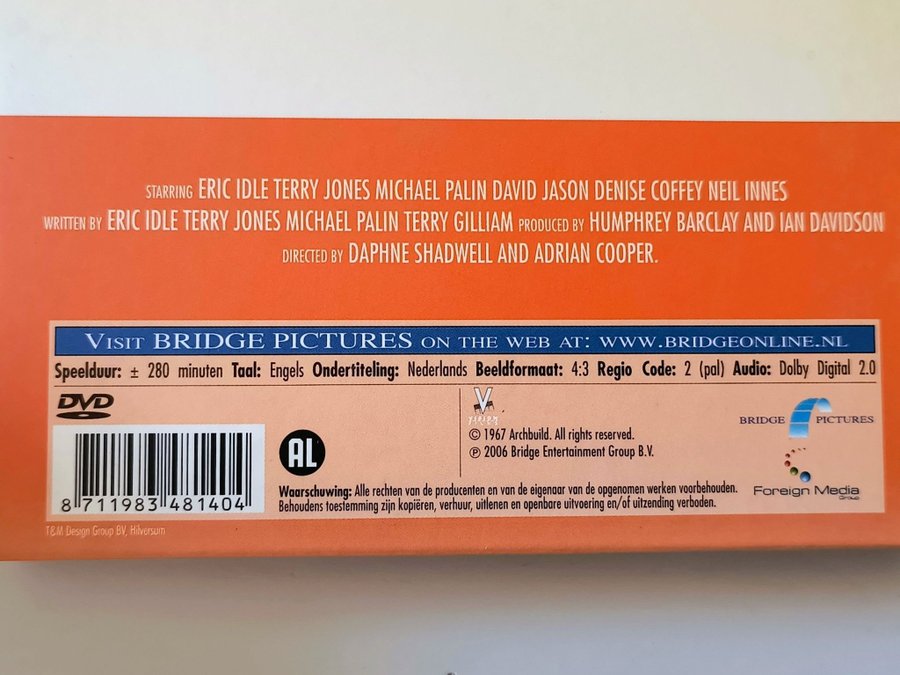 STARRING ERIC IDLE TERRY JONES MICHAEL PALIN DAVID JASON DENISE COFFEY NEIL INNES
WRITTEN BY ERIC IDLE TERRY JONES MICHAEL PALIN TERRY GILLIAM PRODUCED BY HUMPHREY BARCLAY AND IAN DAVIDSON
DIRECTED BY DAPHNE SHADWELL AND ADRIAN COOPER.
VISIT BRIDGE PICTURES ON THE WEB AT: WWW.BRIDGEONLINE.NL
Speelduur: ± 280 minuten Taal: Engels Ondertiteling: Nederlands Beeldformaat: 4:3 Regio Code: 2 (pal) Audio: Dolby Digital 2.0
DVD
V
VISION
© 1967 Archbuild. All rights reserved.
℗ 2006 Bridge Entertainment Group B.V.
BRIDGE PICTURES
AL
Foreign Media
Group
Waarschuwing: Alle rechten van de producenten en van de eigenaar van de opgenomen werken voorbehouden.
Behoudens toestemming zijn kopiëren, verhuur, uitlenen en openbare uitvoering en/of uitzending verboden.
8 711983 481404
T&M Design Group BV, Hilversum